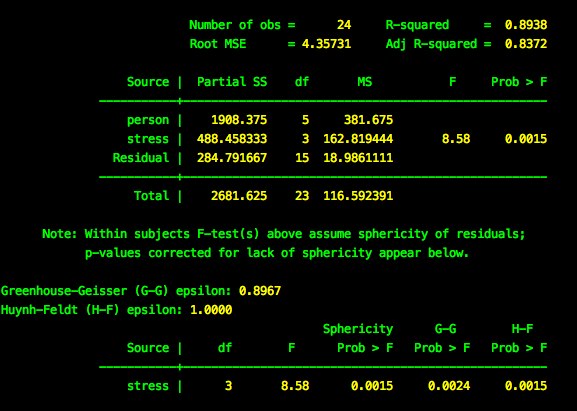 Number of obs = 24 R-squared = 0.8938
Root MSE = 4.35731 Adj R-squared = 0.8372
Source | Partial SS df MS F Prob > F
person | 1908.375 5 381.675
stress | 488.458333 3 162.819444 8.58 0.0015
Residual | 284.791667 15 18.9861111
Total | 2681.625 23 116.592391
Note: Within subjects F-test(s) above assume sphericity of residuals;
p-values corrected for lack of sphericity appear below.
Greenhouse-Geisser (G-G) epsilon: 0.8967
Huynh-Feldt (H-F) epsilon: 1.0000
Sphericity G-G H-F
Source | df F Prob > F Prob > F Prob > F
stress | 3 8.58 0.0015 0.0024 0.0015